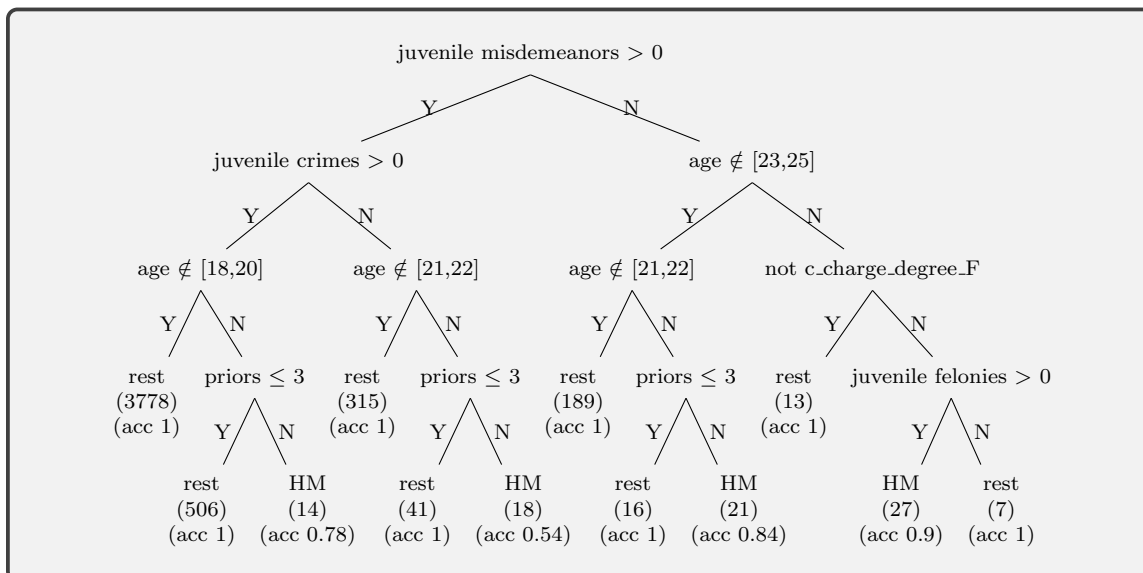 juvenile misdemeanors > 0
Y N
juvenile crimes > 0 age ∉ [23,25]
Y N Y N
age ∉ [18,20] age ∉ [21,22] age ∉ [21,22] not c_charge_degree_F
Y N Y N Y N Y N
rest priors ≤ 3 rest priors ≤ 3 rest priors ≤ 3 rest juvenile felonies > 0
(3778) (315) (189) (13)
(acc 1) (acc 1) (acc 1) (acc 1)
Y N Y N Y N Y N
rest HM rest HM rest HM HM rest
(506) (14) (41) (18) (16) (21) (27) (7)
(acc 1) (acc 0.78) (acc 1) (acc 0.54) (acc 1) (acc 0.84) (acc 0.9) (acc 1)